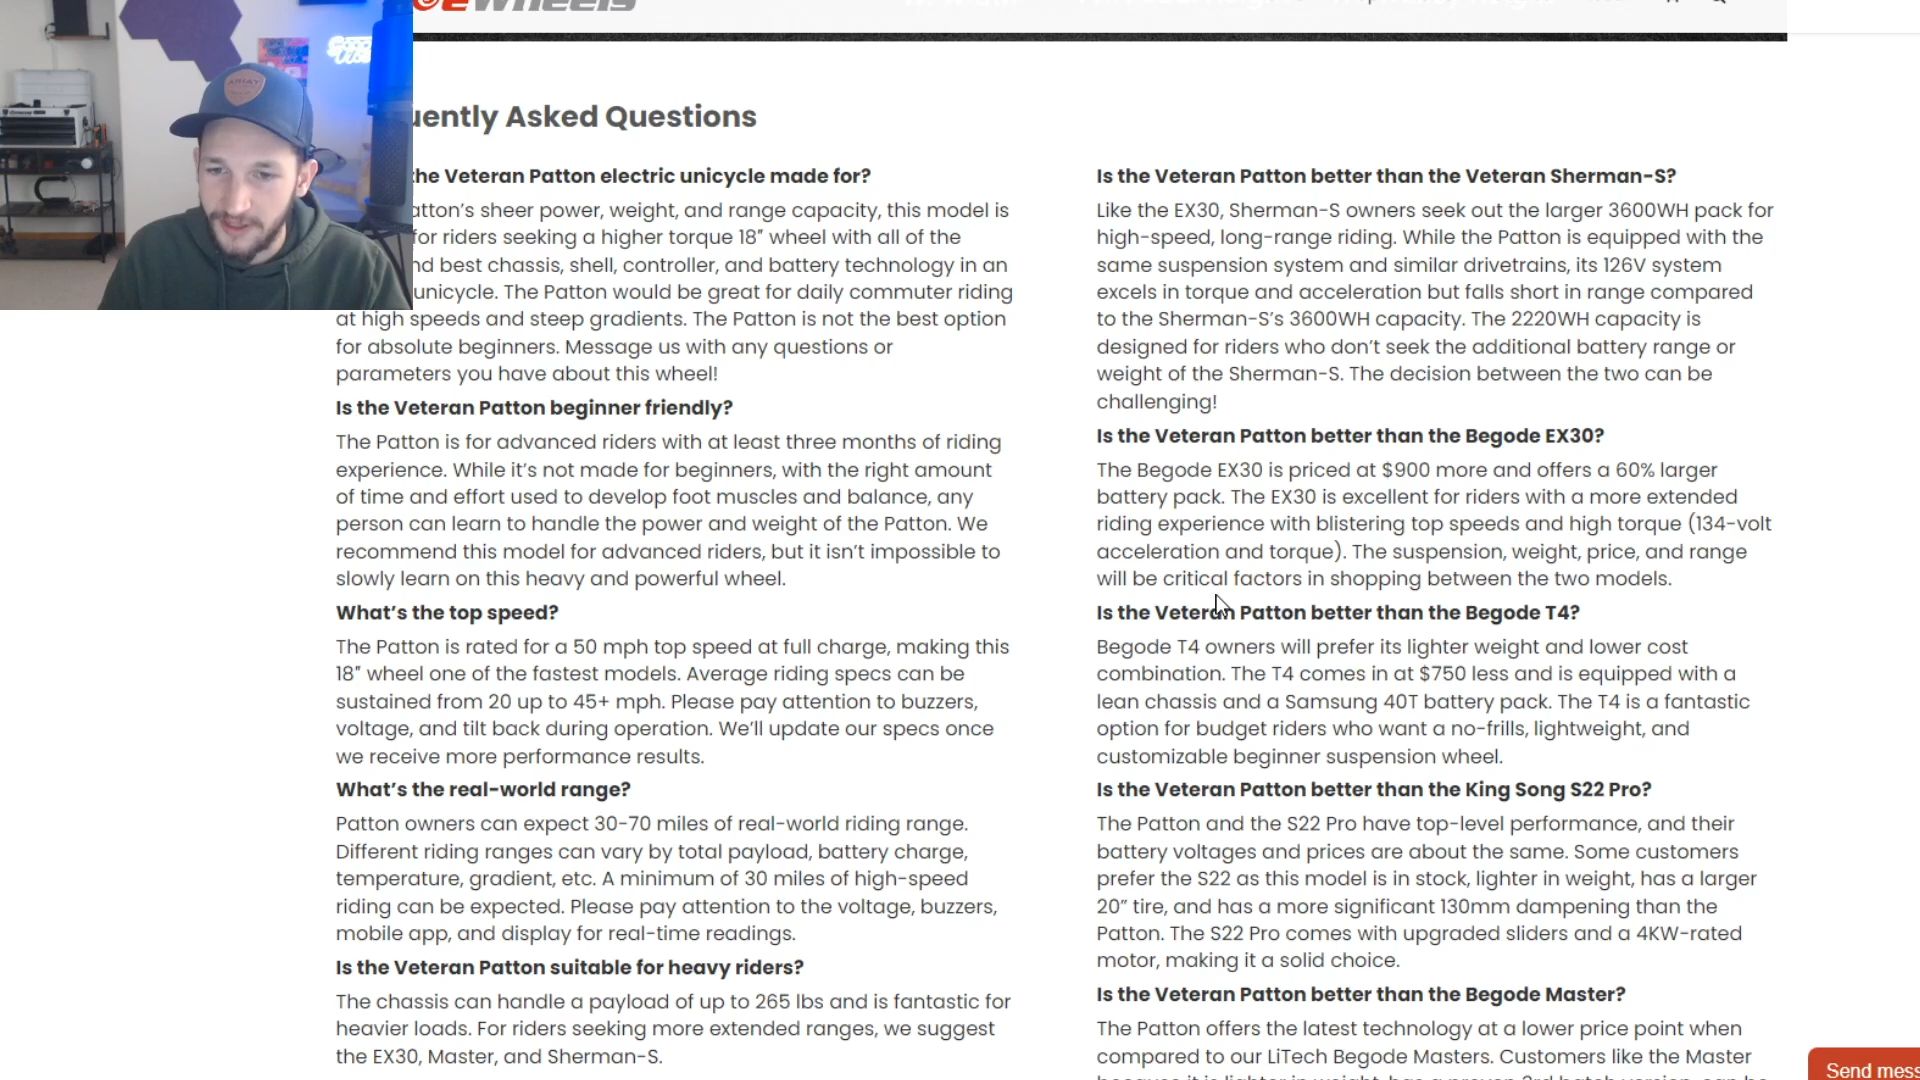 ewheels
uently Asked Questions
the Veteran Patton electric unicycle made for?
atton's sheer power, weight, and range capacity, this model is
for riders seeking a higher torque 18" wheel with all of the
nd best chassis, shell, controller, and battery technology in an
unicycle. The Patton would be great for daily commuter riding
at high speeds and steep gradients. The Patton is not the best option
for absolute beginners. Message us with any questions or
parameters you have about this wheel!
Is the Veteran Patton beginner friendly?
The Patton is for advanced riders with at least three months of riding
experience. While it's not made for beginners, with the right amount
of time and effort used to develop foot muscles and balance, any
person can learn to handle the power and weight of the Patton. We
recommend this model for advanced riders, but it isn't impossible to
slowly learn on this heavy and powerful wheel.
What's the top speed?
The Patton is rated for a 50 mph top speed at full charge, making this
18" wheel one of the fastest models. Average riding specs can be
sustained from 20 up to 45+ mph. Please pay attention to buzzers,
voltage, and tilt back during operation. We'll update our specs once
we receive more performance results.
What's the real-world range?
Patton owners can expect 30-70 miles of real-world riding range.
Different riding ranges can vary by total payload, battery charge,
temperature, gradient, etc. A minimum of 30 miles of high-speed
riding can be expected. Please pay attention to the voltage, buzzers,
mobile app, and display for real-time readings.
Is the Veteran Patton suitable for heavy riders?
The chassis can handle a payload of up to 265 lbs and is fantastic for
heavier loads. For riders seeking more extended ranges, we suggest
the EX30, Master, and Sherman-S.
Is the Veteran Patton better than the Veteran Sherman-S?
Like the EX30, Sherman-S owners seek out the larger 3600WH pack for
high-speed, long-range riding. While the Patton is equipped with the
same suspension system and similar drivetrains, its 126V system
excels in torque and acceleration but falls short in range compared
to the Sherman-S's 3600WH capacity. The 2220WH capacity is
designed for riders who don't seek the additional battery range or
weight of the Sherman-S. The decision between the two can be
challenging!
Is the Veteran Patton better than the Begode EX30?
The Begode EX30 is priced at $900 more and offers a 60% larger
battery pack. The EX30 is excellent for riders with a more extended
riding experience with blistering top speeds and high torque (134-volt
acceleration and torque). The suspension, weight, price, and range
will be critical factors in shopping between the two models.
Is the Veteran Patton better than the Begode T4?
Begode T4 owners will prefer its lighter weight and lower cost
combination. The T4 comes in at $750 less and is equipped with a
lean chassis and a Samsung 40T battery pack. The T4 is a fantastic
option for budget riders who want a no-frills, lightweight, and
customizable beginner suspension wheel.
Is the Veteran Patton better than the King Song S22 Pro?
The Patton and the S22 Pro have top-level performance, and their
battery voltages and prices are about the same. Some customers
prefer the S22 as this model is in stock, lighter in weight, has a larger
20" tire, and has a more significant 130mm dampening than the
Patton. The S22 Pro comes with upgraded sliders and a 4KW-rated
motor, making it a solid choice.
Is the Veteran Patton better than the Begode Master?
The Patton offers the latest technology at a lower price point when
compared to our LiTech Begode Masters. Customers like the Master
Send mess
ARIAT